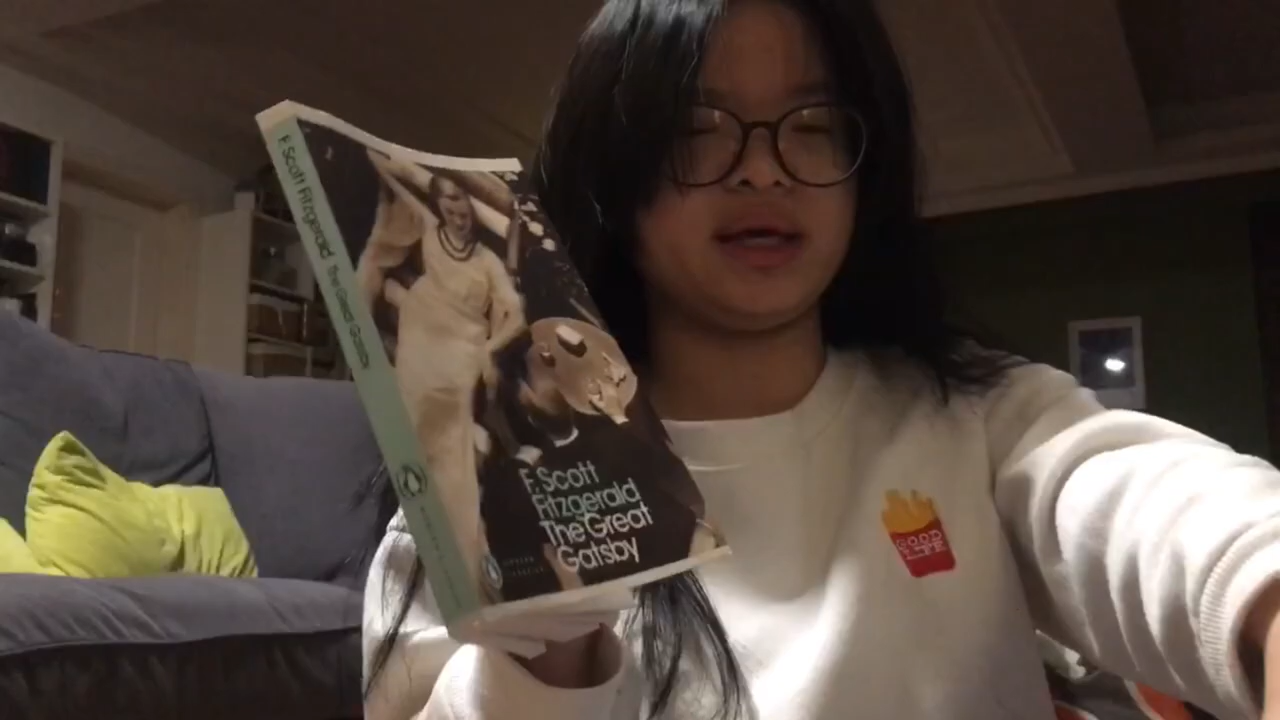 F. Scott Fitzgerald The Great Gatsby
F. Scott
Fitzgerald
The Great
Gatsby
GOOD
LIFE